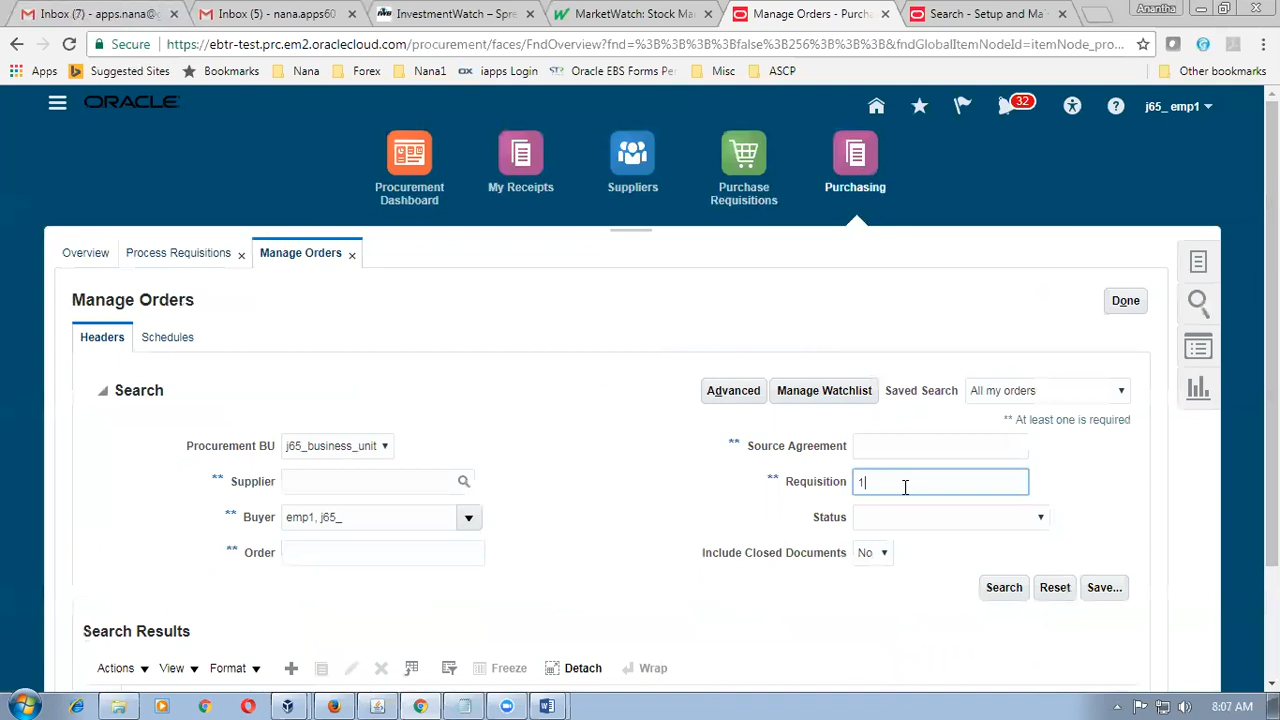 Inbox (7) - apps.nana@g
Inbox (5) - nana.apps60
InvestmentWatch – Spre
MarketWatch: Stock Ma
Manage Orders - Purcha
Search - Setup and Ma
Anantha
Secure
https://ebtr-test.prc.em2.oraclecloud.com/procurement/faces/FndOverview?fnd=%3B%3B%3B%3Bfalse%3B256%3B%3B%3B&fndGlobalItemNodeId=itemNode_pro...
Apps
Suggested Sites
Bookmarks
Nana
Forex
Nana1
iapps Login
Oracle EBS Forms Per
Misc
ASCP
Other bookmarks
ORACLE
32
j65_ emp1
Procurement
Dashboard
My Receipts
Suppliers
Purchase
Requisitions
Purchasing
Overview
Process Requisitions
Manage Orders
Manage Orders
Done
Headers
Schedules
Search
Advanced
Manage Watchlist
Saved Search
All my orders
** At least one is required
Procurement BU
j65_business_unit
** Source Agreement
** Supplier
** Requisition
1
** Buyer
emp1, j65_
Status
** Order
Include Closed Documents
No
Search
Reset
Save...
Search Results
Actions
View
Format
Freeze
Detach
Wrap
8:07 AM